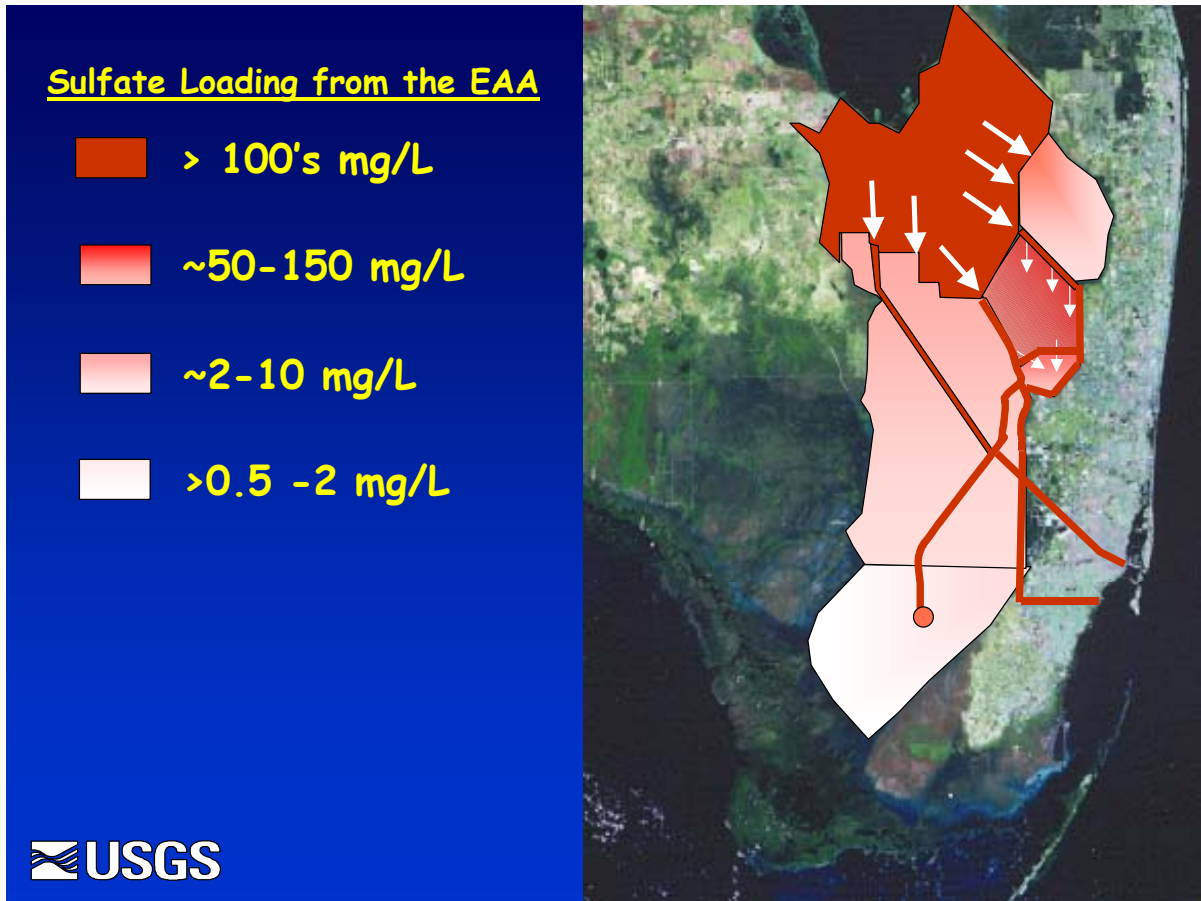 Sulfate Loading from the EAA
> 100's mg/L
~50-150 mg/L
~2-10 mg/L
>0.5 -2 mg/L
USGS